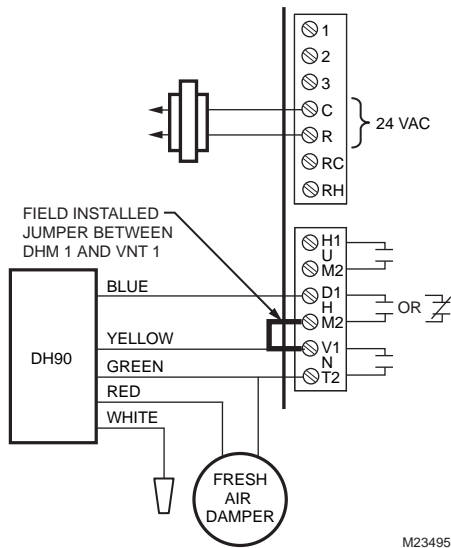 1
2
3
C
R
24 VAC
RC
RH
FIELD INSTALLED
JUMPER BETWEEN
DHM 1 AND VNT 1
H1
U
M2
BLUE
D1
H
OR
M2
YELLOW
V1
N
DH90
GREEN
T2
RED
WHITE
FRESH
AIR
DAMPER
M23495